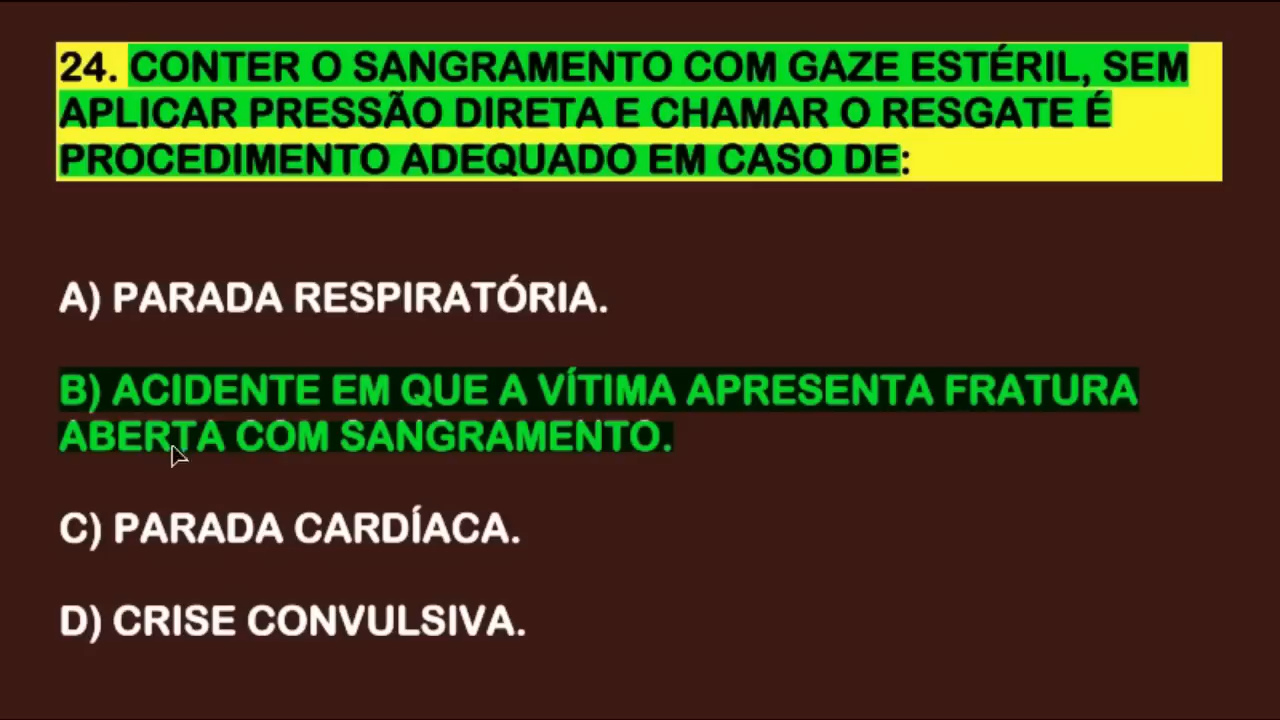 24. CONTER O SANGRAMENTO COM GAZE ESTÉRIL, SEM
APLICAR PRESSÃO DIRETA E CHAMAR O RESGATE É
PROCEDIMENTO ADEQUADO EM CASO DE:
A) PARADA RESPIRATÓRIA.
B) ACIDENTE EM QUE A VÍTIMA APRESENTA FRATURA
ABERTA COM SANGRAMENTO.
C) PARADA CARDÍACA.
D) CRISE CONVULSIVA.